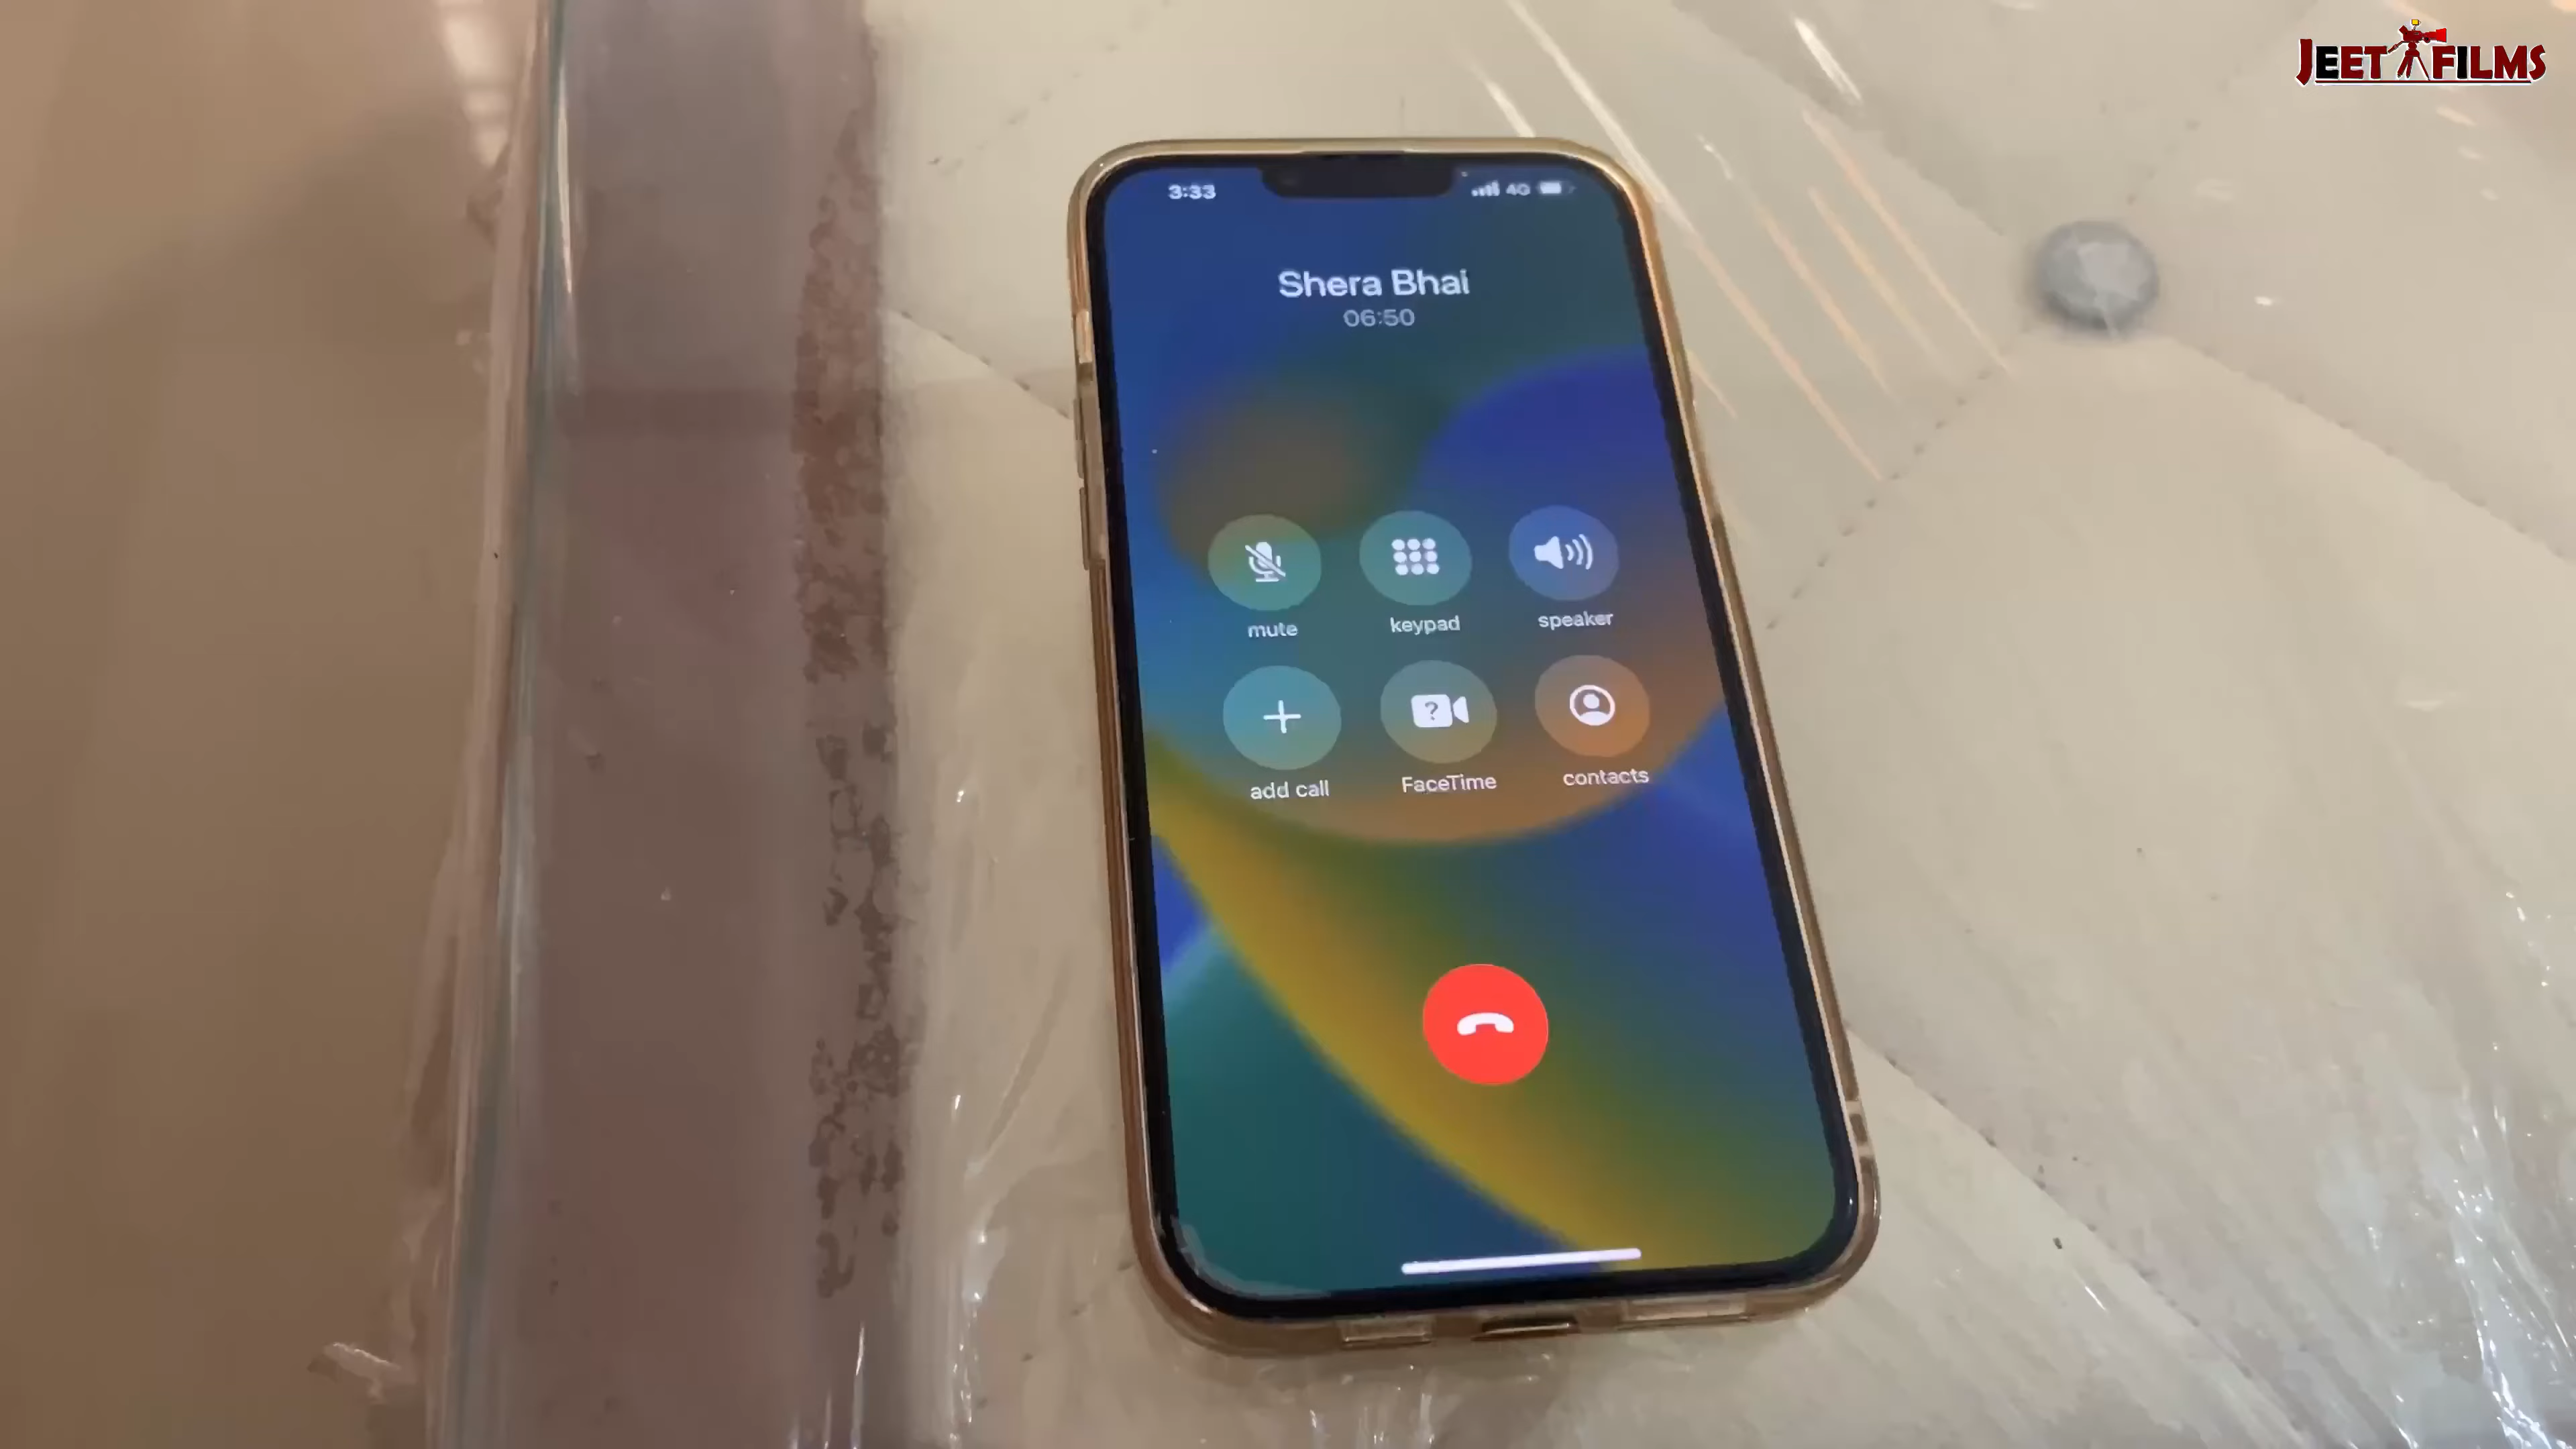 JEET FILMS
3:33
4G
Shera Bhai
06:50
mute
keypad
speaker
?
add call
FaceTime
contacts